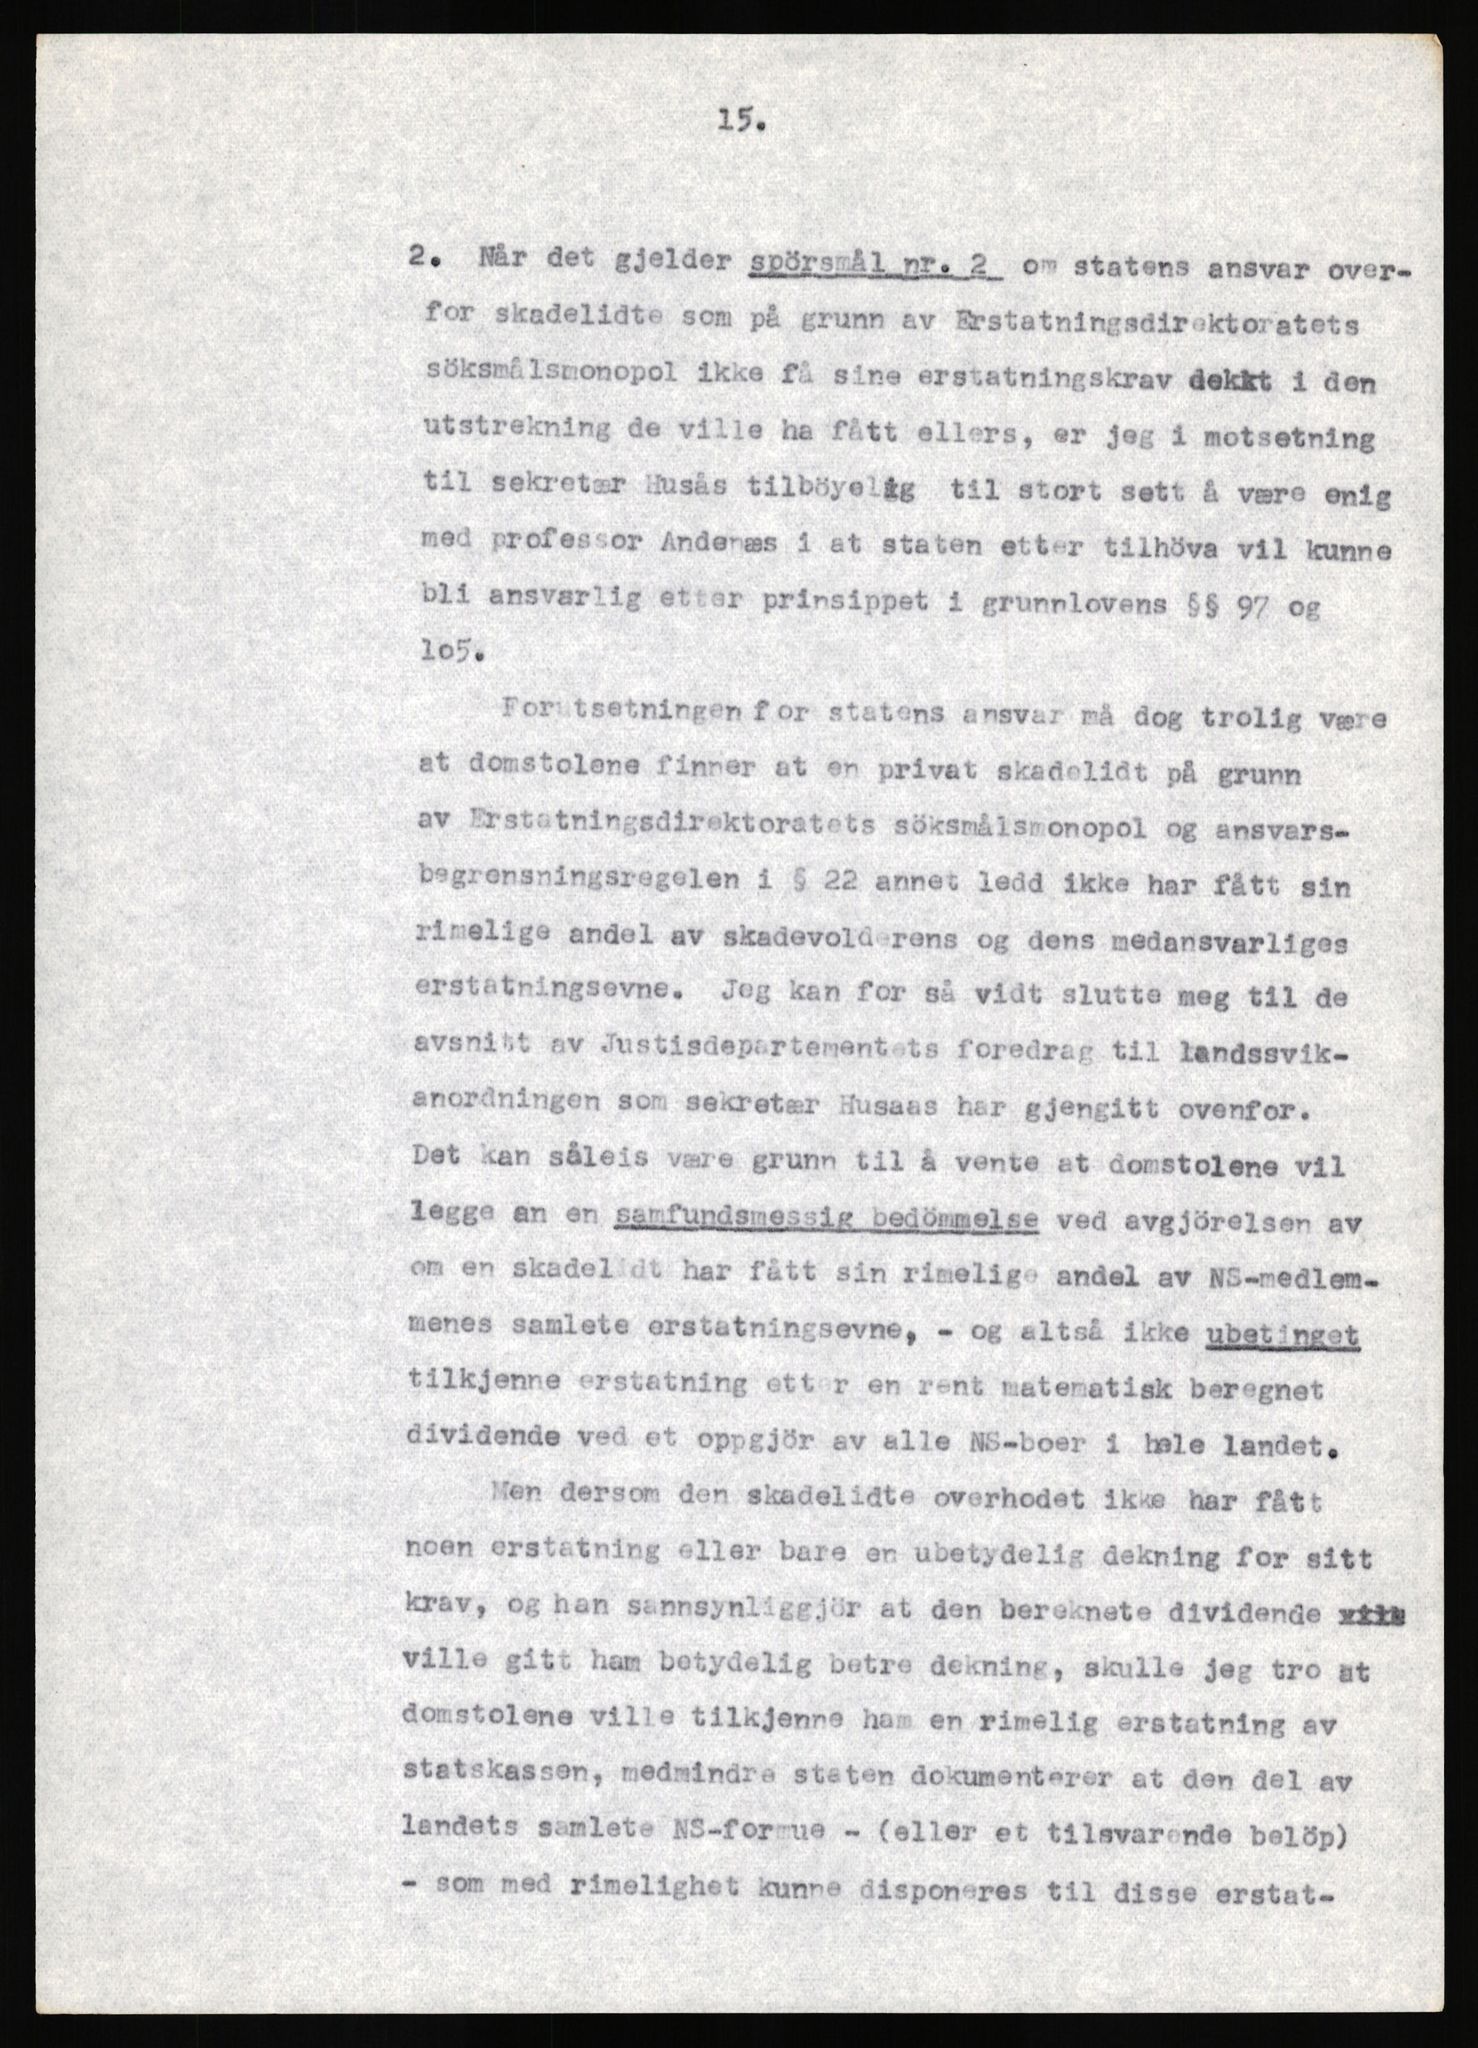 15.
2. Når det gjelder spörsmål nr. 2 om statens ansvar over-
for skadelidte som på grunn av Erstatningsdirektoratets
söksmålsmonopol ikke få sine erstatningskrav dekkt i den
utstrekning de ville ha fått ellers, er jeg i motsetning
til sekretær Husås tilböyelig til stort sett å være enig
med professor Andenæs i at staten etter tilhöva vil kunne
bli ansvarlig etter prinsippet i grunnlovens §§ 97 og
lo5.
Forutsetningen for statens ansvar må dog trolig være
at domstolene finner at en privat skadelidt på grunn
av Erstatningsdirektoratets söksmålsmonopol og ansvars-
begrensningsregelen i § 22 annet ledd ikke har fått sin
rimelige andel av skadevolderens og dens medansvarliges
erstatningsevne. Jeg kan for så vidt slutte meg til de
avsnitt av Justisdepartementets foredrag til landssvik-
anordningen som sekretær Husaas har gjengitt ovenfor.
Det kan såleis være grunn til å vente at domstolene vil
legge an en samfundsmessig bedömmelse ved avgjörelsen av
om en skadelidt har fått sin rimelige andel av NS-medlem-
menes samlete erstatningsevne, - og altså ikke ubetinget
tilkjenne erstatning etter en rent matematisk beregnet
dividende ved et oppgjör av alle NS-boer i hele landet.
Men dersom den skadelidte overhodet ikke har fått
noen erstatning eller bare en ubetydelig dekning for sitt
krav, og han sannsynliggjör at den bereknete dividende
ville gitt ham betydelig betre dekning, skulle jeg tro at
domstolene ville tilkjenne ham en rimelig erstatning av
statskassen, medmindre staten dokumenterer at den del av
landets samlete NS-formue - (eller et tilsvarende belöp)
- som med rimelighet kunne disponeres til disse erstat-